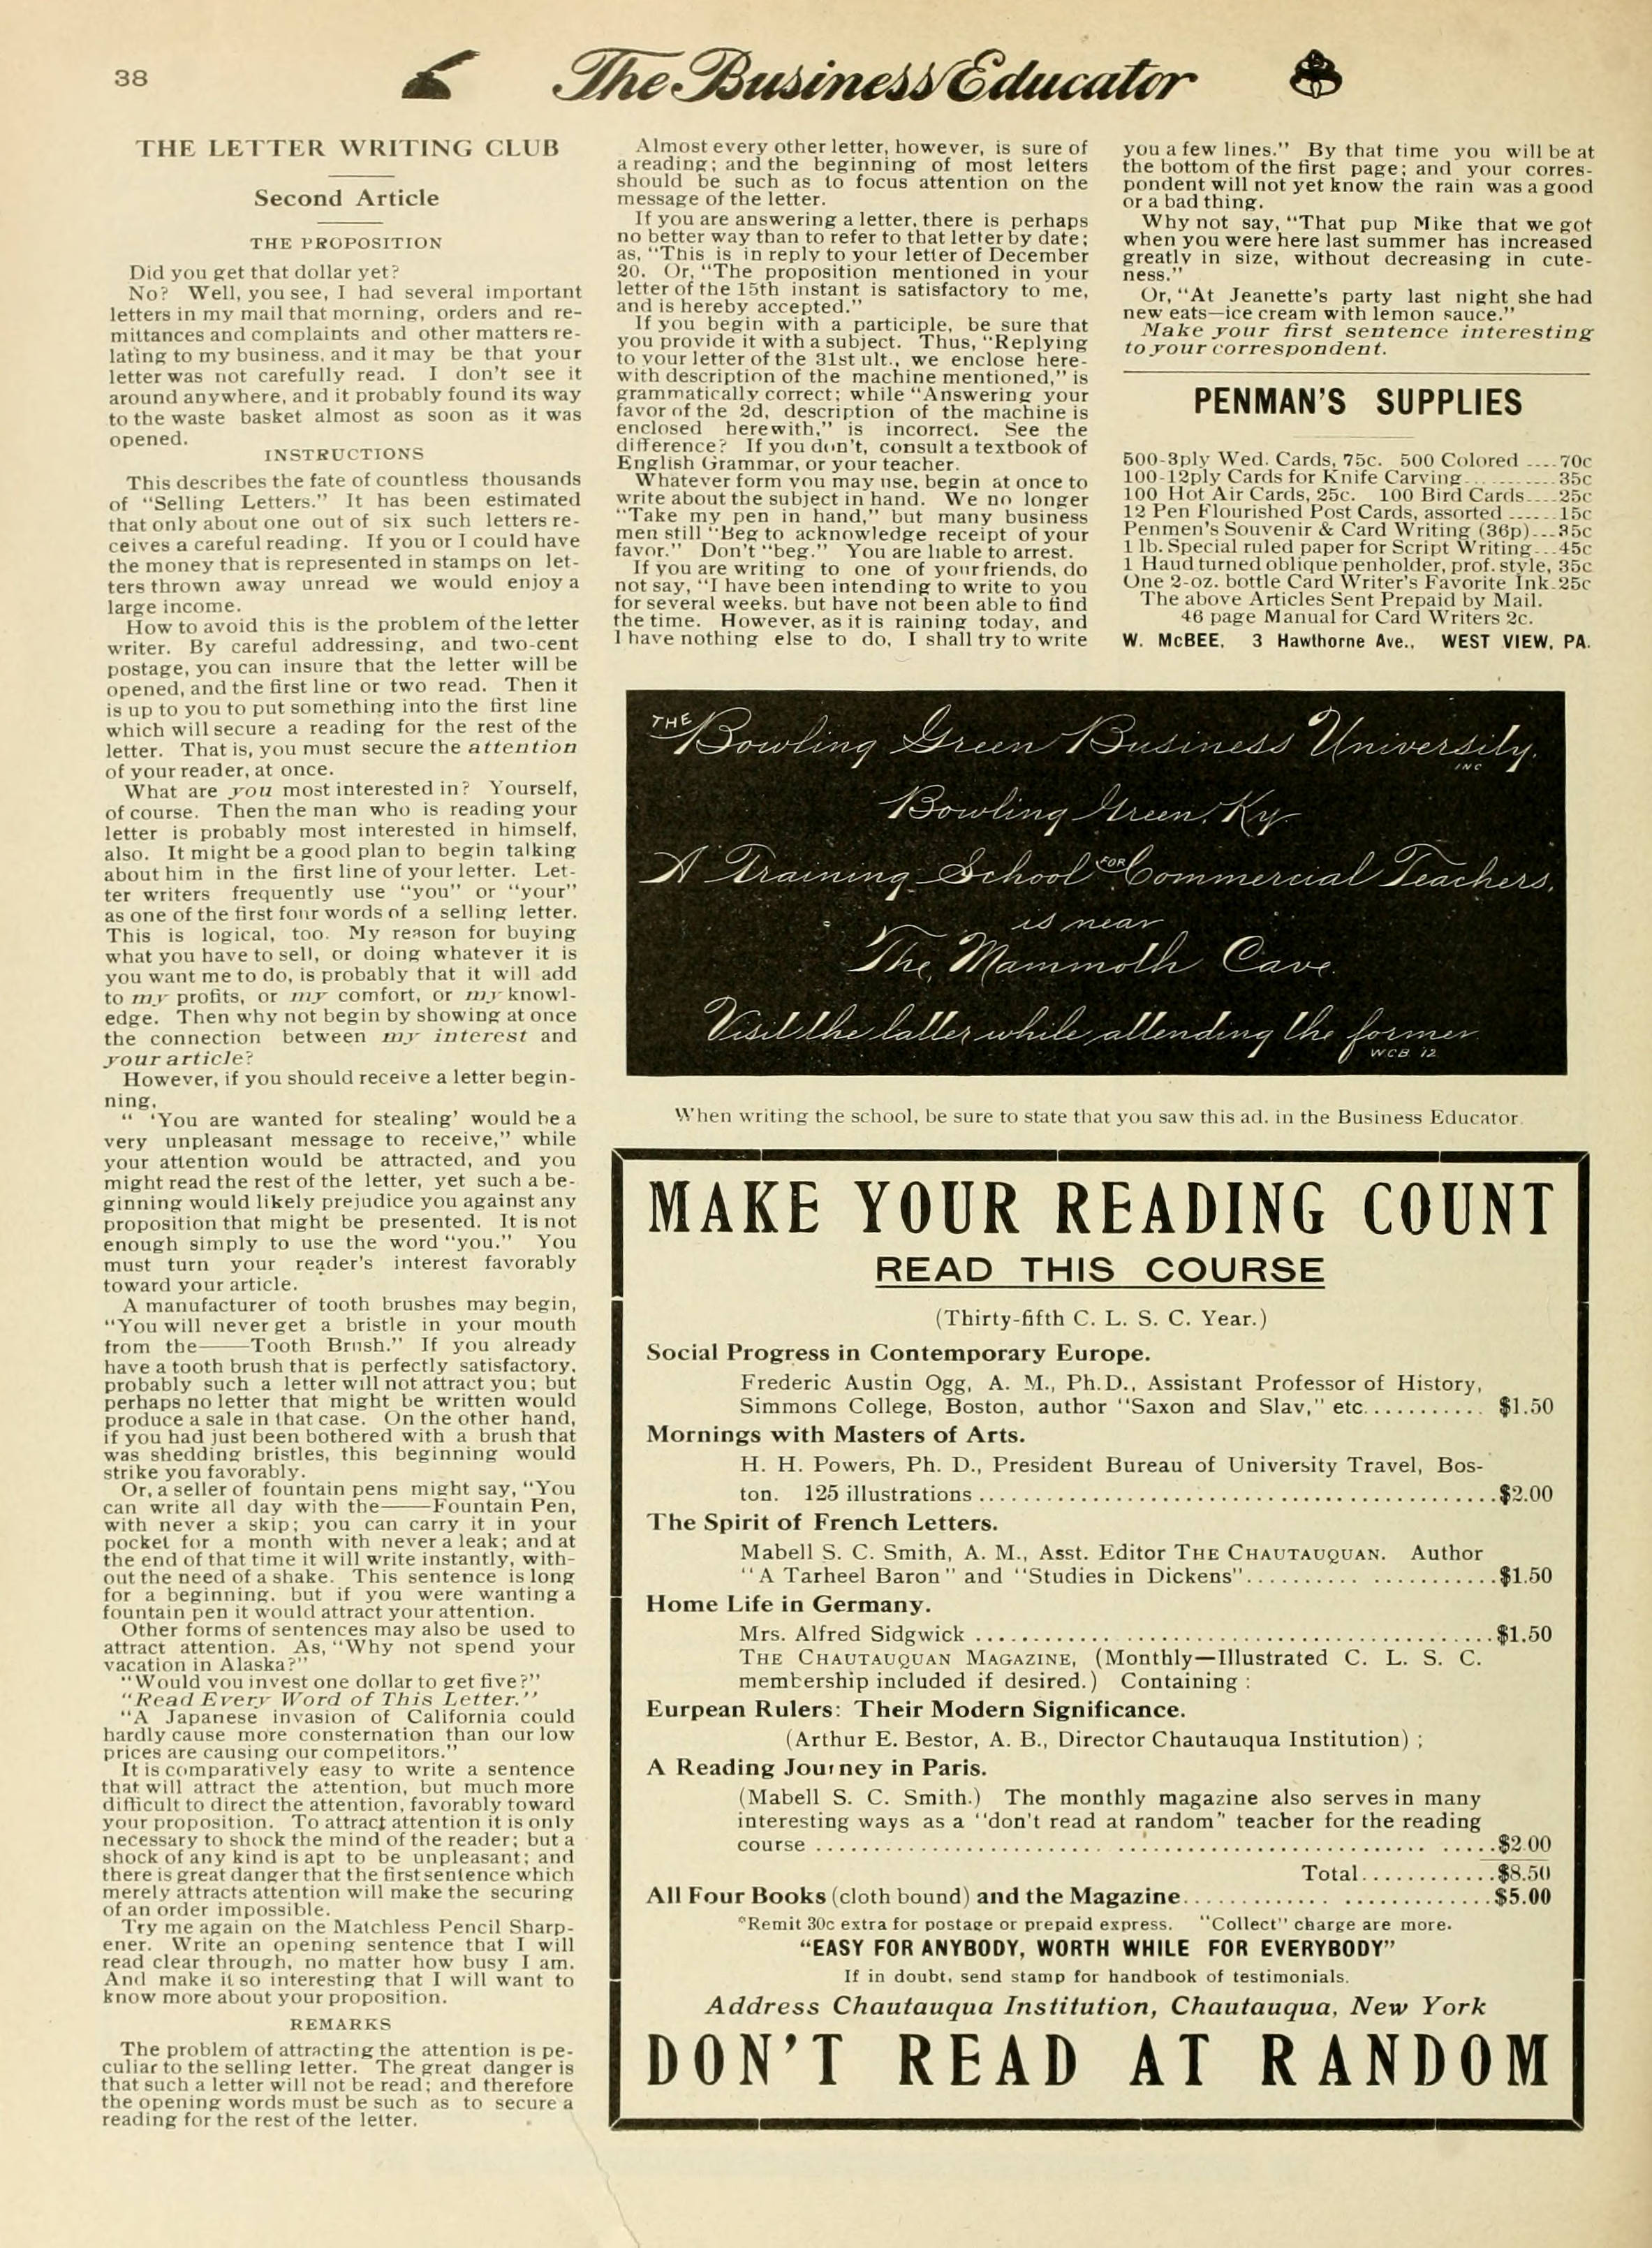 38
The Business Educator
THE LETTER WRITING CLUB
Second Article
THE PROPOSITION
Did you get that dollar yet?
No? Well, you see, I had several important
letters in my mail that morning, orders and re-
mittances and complaints and other matters re-
lating to my business, and it may be that your
letter was not carefully read. I don't see it
around anywhere, and it probably found its way
to the waste basket almost as soon as it was
opened.
INSTRUCTIONS
This describes the fate of countless thousands
of "Selling Letters." It has been estimated
that only about one out of six such letters re-
ceives a careful reading. If you or I could have
the money that is represented in stamps on let-
ters thrown away unread we would enjoy a
large income.
How to avoid this is the problem of the letter
writer. By careful addressing, and two-cent
postage, you can insure that the letter will be
opened, and the first line or two read. Then it
is up to you to put something into the first line
which will secure a reading for the rest of the
letter. That is, you must secure the attention
of your reader, at once.
What are you most interested in? Yourself,
of course. Then the man who is reading your
letter is probably most interested in himself,
also. It might be a good plan to begin talking
about him in the first line of your letter. Let-
ter writers frequently use "you" or "your"
as one of the first four words of a selling letter.
This is logical, too. My reason for buying
what you have to sell, or doing whatever it is
you want me to do, is probably that it will add
to my profits, or my comfort, or my knowl-
edge. Then why not begin by showing at once
the connection between my interest and
your article?
However, if you should receive a letter begin-
ning,
" 'You are wanted for stealing' would be a
very unpleasant message to receive," while
your attention would be attracted, and you
might read the rest of the letter, yet such a be-
ginning would likely prejudice you against any
proposition that might be presented. It is not
enough simply to use the word "you." You
must turn your reader's interest favorably
toward your article.
A manufacturer of tooth brushes may begin,
"You will never get a bristle in your mouth
from the——Tooth Brush." If you already
have a tooth brush that is perfectly satisfactory,
probably such a letter will not attract you; but
perhaps no letter that might be written would
produce a sale in that case. On the other hand,
if you had just been bothered with a brush that
was shedding bristles, this beginning would
strike you favorably.
Or, a seller of fountain pens might say, "You
can write all day with the——Fountain Pen,
with never a skip; you can carry it in your
pocket for a month with never a leak; and at
the end of that time it will write instantly, with-
out the need of a shake. This sentence is long
for a beginning, but if you were wanting a
fountain pen it would attract your attention.
Other forms of sentences may also be used to
attract attention. As, "Why not spend your
vacation in Alaska?"
"Would you invest one dollar to get five?"
"Read Every Word of This Letter."
"A Japanese invasion of California could
hardly cause more consternation than our low
prices are causing our competitors."
It is comparatively easy to write a sentence
that will attract the attention, but much more
difficult to direct the attention, favorably toward
your proposition. To attract attention it is only
necessary to shock the mind of the reader; but a
shock of any kind is apt to be unpleasant; and
there is great danger that the first sentence which
merely attracts attention will make the securing
of an order impossible.
Try me again on the Matchless Pencil Sharp-
ener. Write an opening sentence that I will
read clear through, no matter how busy I am.
And make it so interesting that I will want to
know more about your proposition.
REMARKS
The problem of attracting the attention is pe-
culiar to the selling letter. The great danger is
that such a letter will not be read; and therefore
the opening words must be such as to secure a
reading for the rest of the letter.
Almost every other letter, however, is sure of
a reading; and the beginning of most letters
should be such as to focus attention on the
message of the letter.
If you are answering a letter, there is perhaps
no better way than to refer to that letter by date;
as, "This is in reply to your letter of December
20. Or, "The proposition mentioned in your
letter of the 15th instant is satisfactory to me,
and is hereby accepted."
If you begin with a participle, be sure that
you provide it with a subject. Thus, "Replying
to your letter of the 31st ult., we enclose here-
with description of the machine mentioned," is
grammatically correct; while "Answering your
favor of the 2d, description of the machine is
enclosed herewith," is incorrect. See the
difference? If you don't, consult a textbook of
English Grammar, or your teacher.
Whatever form you may use, begin at once to
write about the subject in hand. We no longer
"Take my pen in hand," but many business
men still "Beg to acknowledge receipt of your
favor." Don't "beg." You are liable to arrest.
If you are writing to one of your friends, do
not say, "I have been intending to write to you
for several weeks. but have not been able to find
the time. However, as it is raining today, and
I have nothing else to do, I shall try to write
you a few lines." By that time you will be at
the bottom of the first page; and your corres-
pondent will not yet know the rain was a good
or a bad thing.
Why not say, "That pup Mike that we got
when you were here last summer has increased
greatly in size, without decreasing in cute-
ness."
Or, "At Jeanette's party last night she had
new eats—ice cream with lemon sauce."
Make your first sentence interesting
to your correspondent.
PENMAN'S SUPPLIES
500-3ply Wed. Cards, 75c. 500 Colored ....70c
100-12ply Cards for Knife Carving............35c
100 Hot Air Cards, 25c. 100 Bird Cards....25c
12 Pen Flourished Post Cards, assorted ......15c
Penmen's Souvenir & Card Writing (36p)...35c
1 lb. Special ruled paper for Script Writing...45c
1 Haud turned oblique penholder, prof. style, 35c
One 2-oz. bottle Card Writer's Favorite Ink.25c
The above Articles Sent Prepaid by Mail.
46 page Manual for Card Writers 2c.
W. McBEE, 3 Hawthorne Ave., WEST VIEW, PA.
THE Bowling Green Business University, INC
Bowling Green, Ky.
A Training School FOR Commercial Teachers,
is near
The Mammoth Cave.
Visit the latter while attending the former
WCB '12
When writing the school, be sure to state that you saw this ad. in the Business Educator.
MAKE YOUR READING COUNT
READ THIS COURSE
(Thirty-fifth C. L. S. C. Year.)
Social Progress in Contemporary Europe.
Frederic Austin Ogg, A. M., Ph.D., Assistant Professor of History,
Simmons College, Boston, author "Saxon and Slav," etc............ $1.50
Mornings with Masters of Arts.
H. H. Powers, Ph. D., President Bureau of University Travel, Bos-
ton. 125 illustrations ....................$2.00
The Spirit of French Letters.
Mabell S. C. Smith, A. M., Asst. Editor THE CHAUTAUQUAN. Author
"A Tarheel Baron" and "Studies in Dickens"....................$1.50
Home Life in Germany.
Mrs. Alfred Sidgwick ....................$1.50
THE CHAUTAUQUAN MAGAZINE, (Monthly—Illustrated C. L. S. C.
membership included if desired.) Containing :
Eurpean Rulers: Their Modern Significance.
(Arthur E. Bestor, A. B., Director Chautauqua Institution) ;
A Reading Journey in Paris.
(Mabell S. C. Smith.) The monthly magazine also serves in many
interesting ways as a "don't read at random" teacher for the reading
course ....................$2.00
Total.............$8.50
All Four Books (cloth bound) and the Magazine....................$5.00
*Remit 30c extra for postage or prepaid express. "Collect" charge are more.
"EASY FOR ANYBODY, WORTH WHILE FOR EVERYBODY"
If in doubt, send stamp for handbook of testimonials.
Address Chautauqua Institution, Chautauqua, New York
DON'T READ AT RANDOM